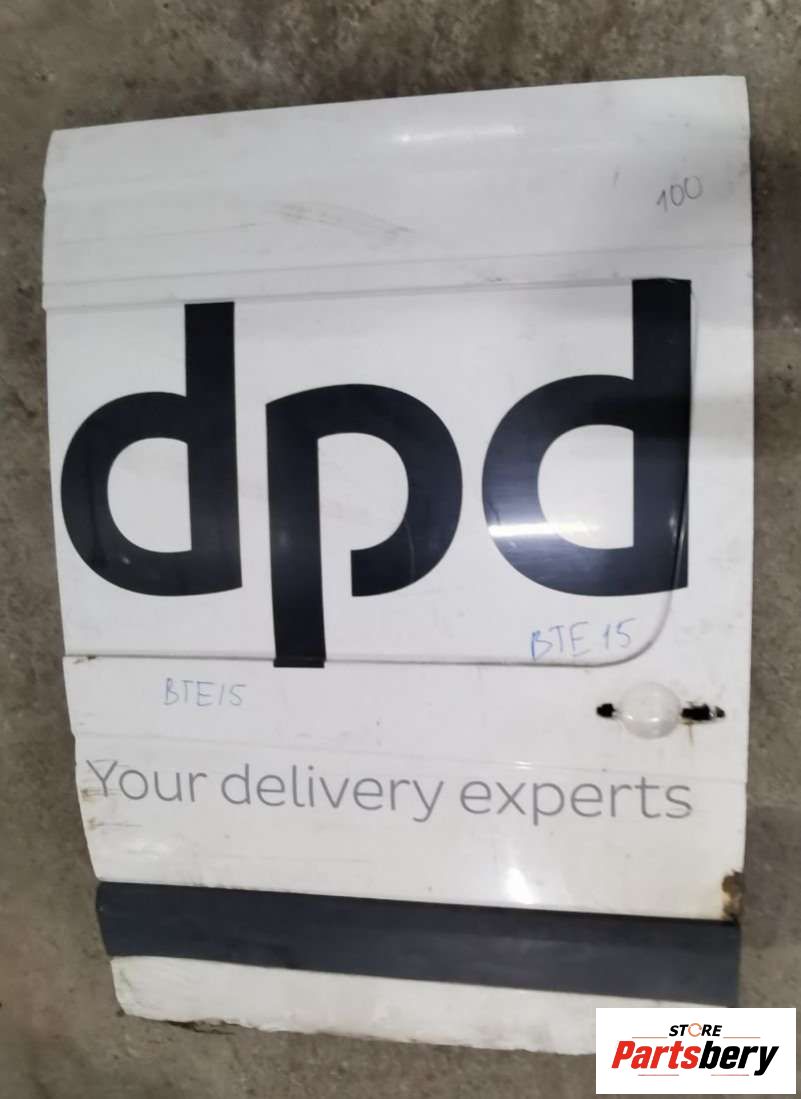 100
dpd
BTE 15
BTE15
Your delivery experts
STORE
Partsbery